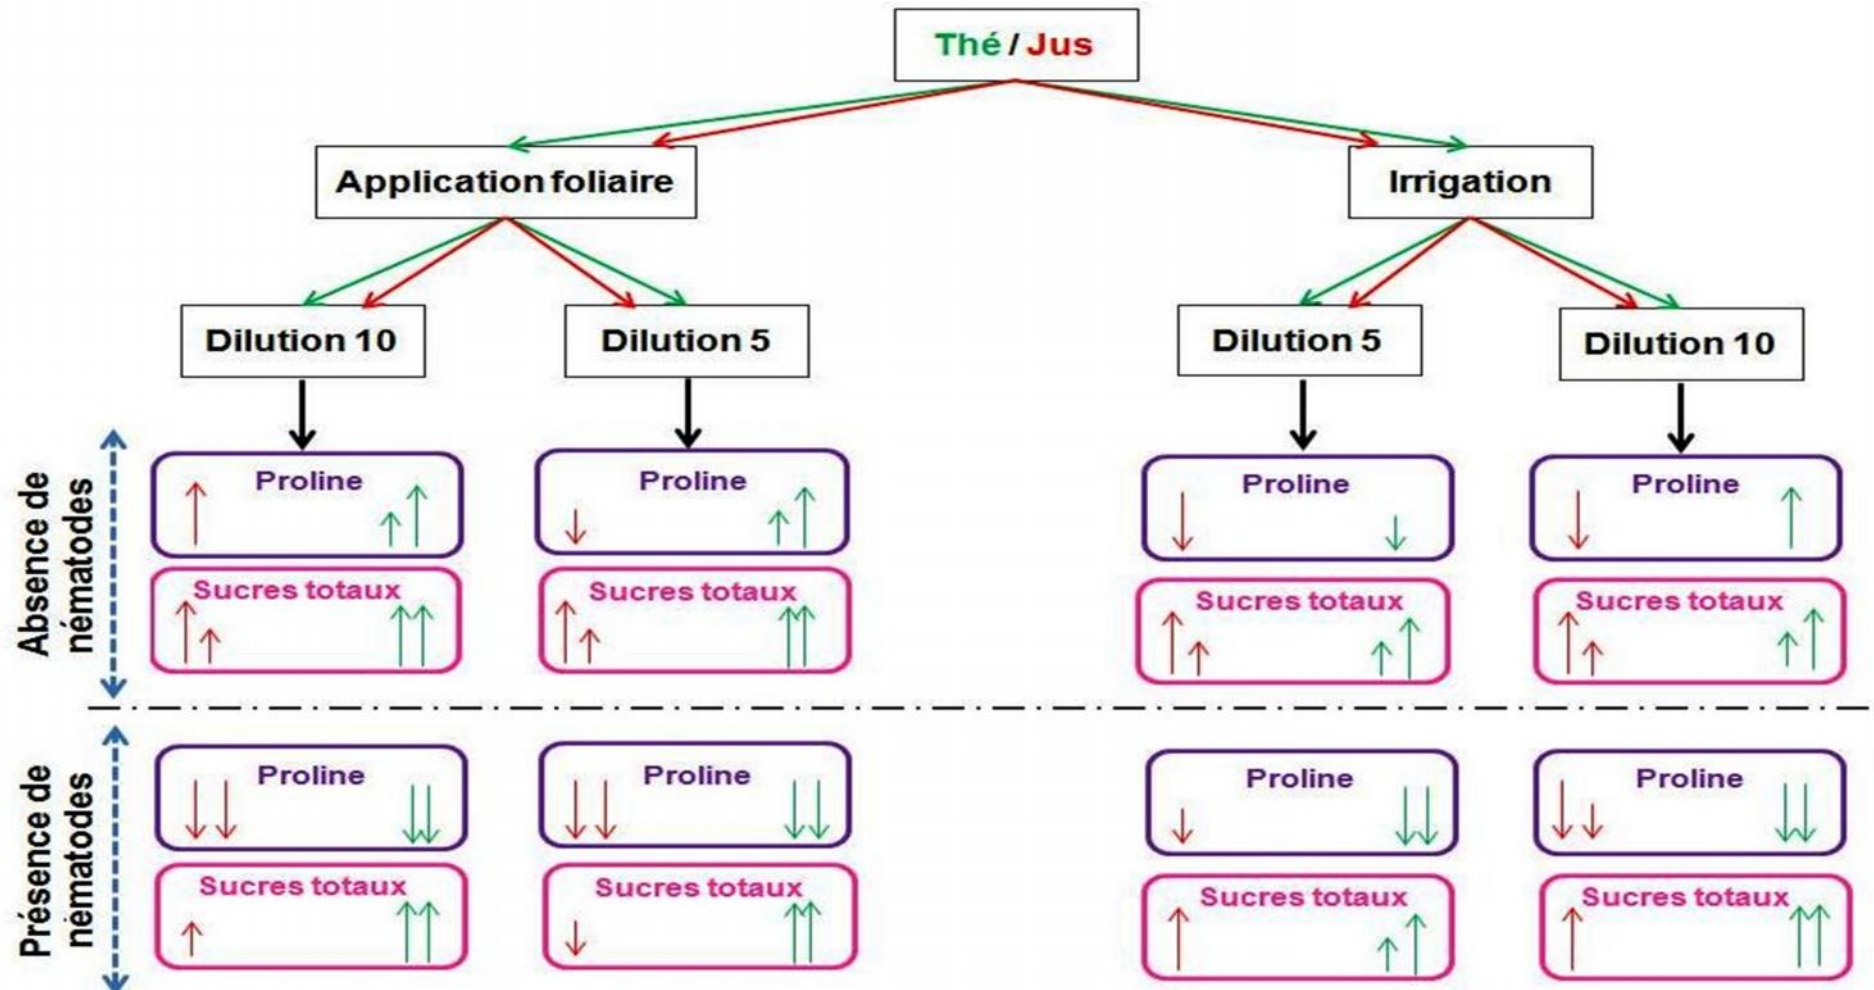 Thé / Jus
Application foliaire
Irrigation
Dilution 10
Dilution 5
Dilution 5
Dilution 10
Absence de
nématodes
Proline
Proline
Proline
Proline
Sucres totaux
Sucres totaux
Sucres totaux
Sucres totaux
Présence de
nématodes
Proline
Proline
Proline
Proline
Sucres totaux
Sucres totaux
Sucres totaux
Sucres totaux